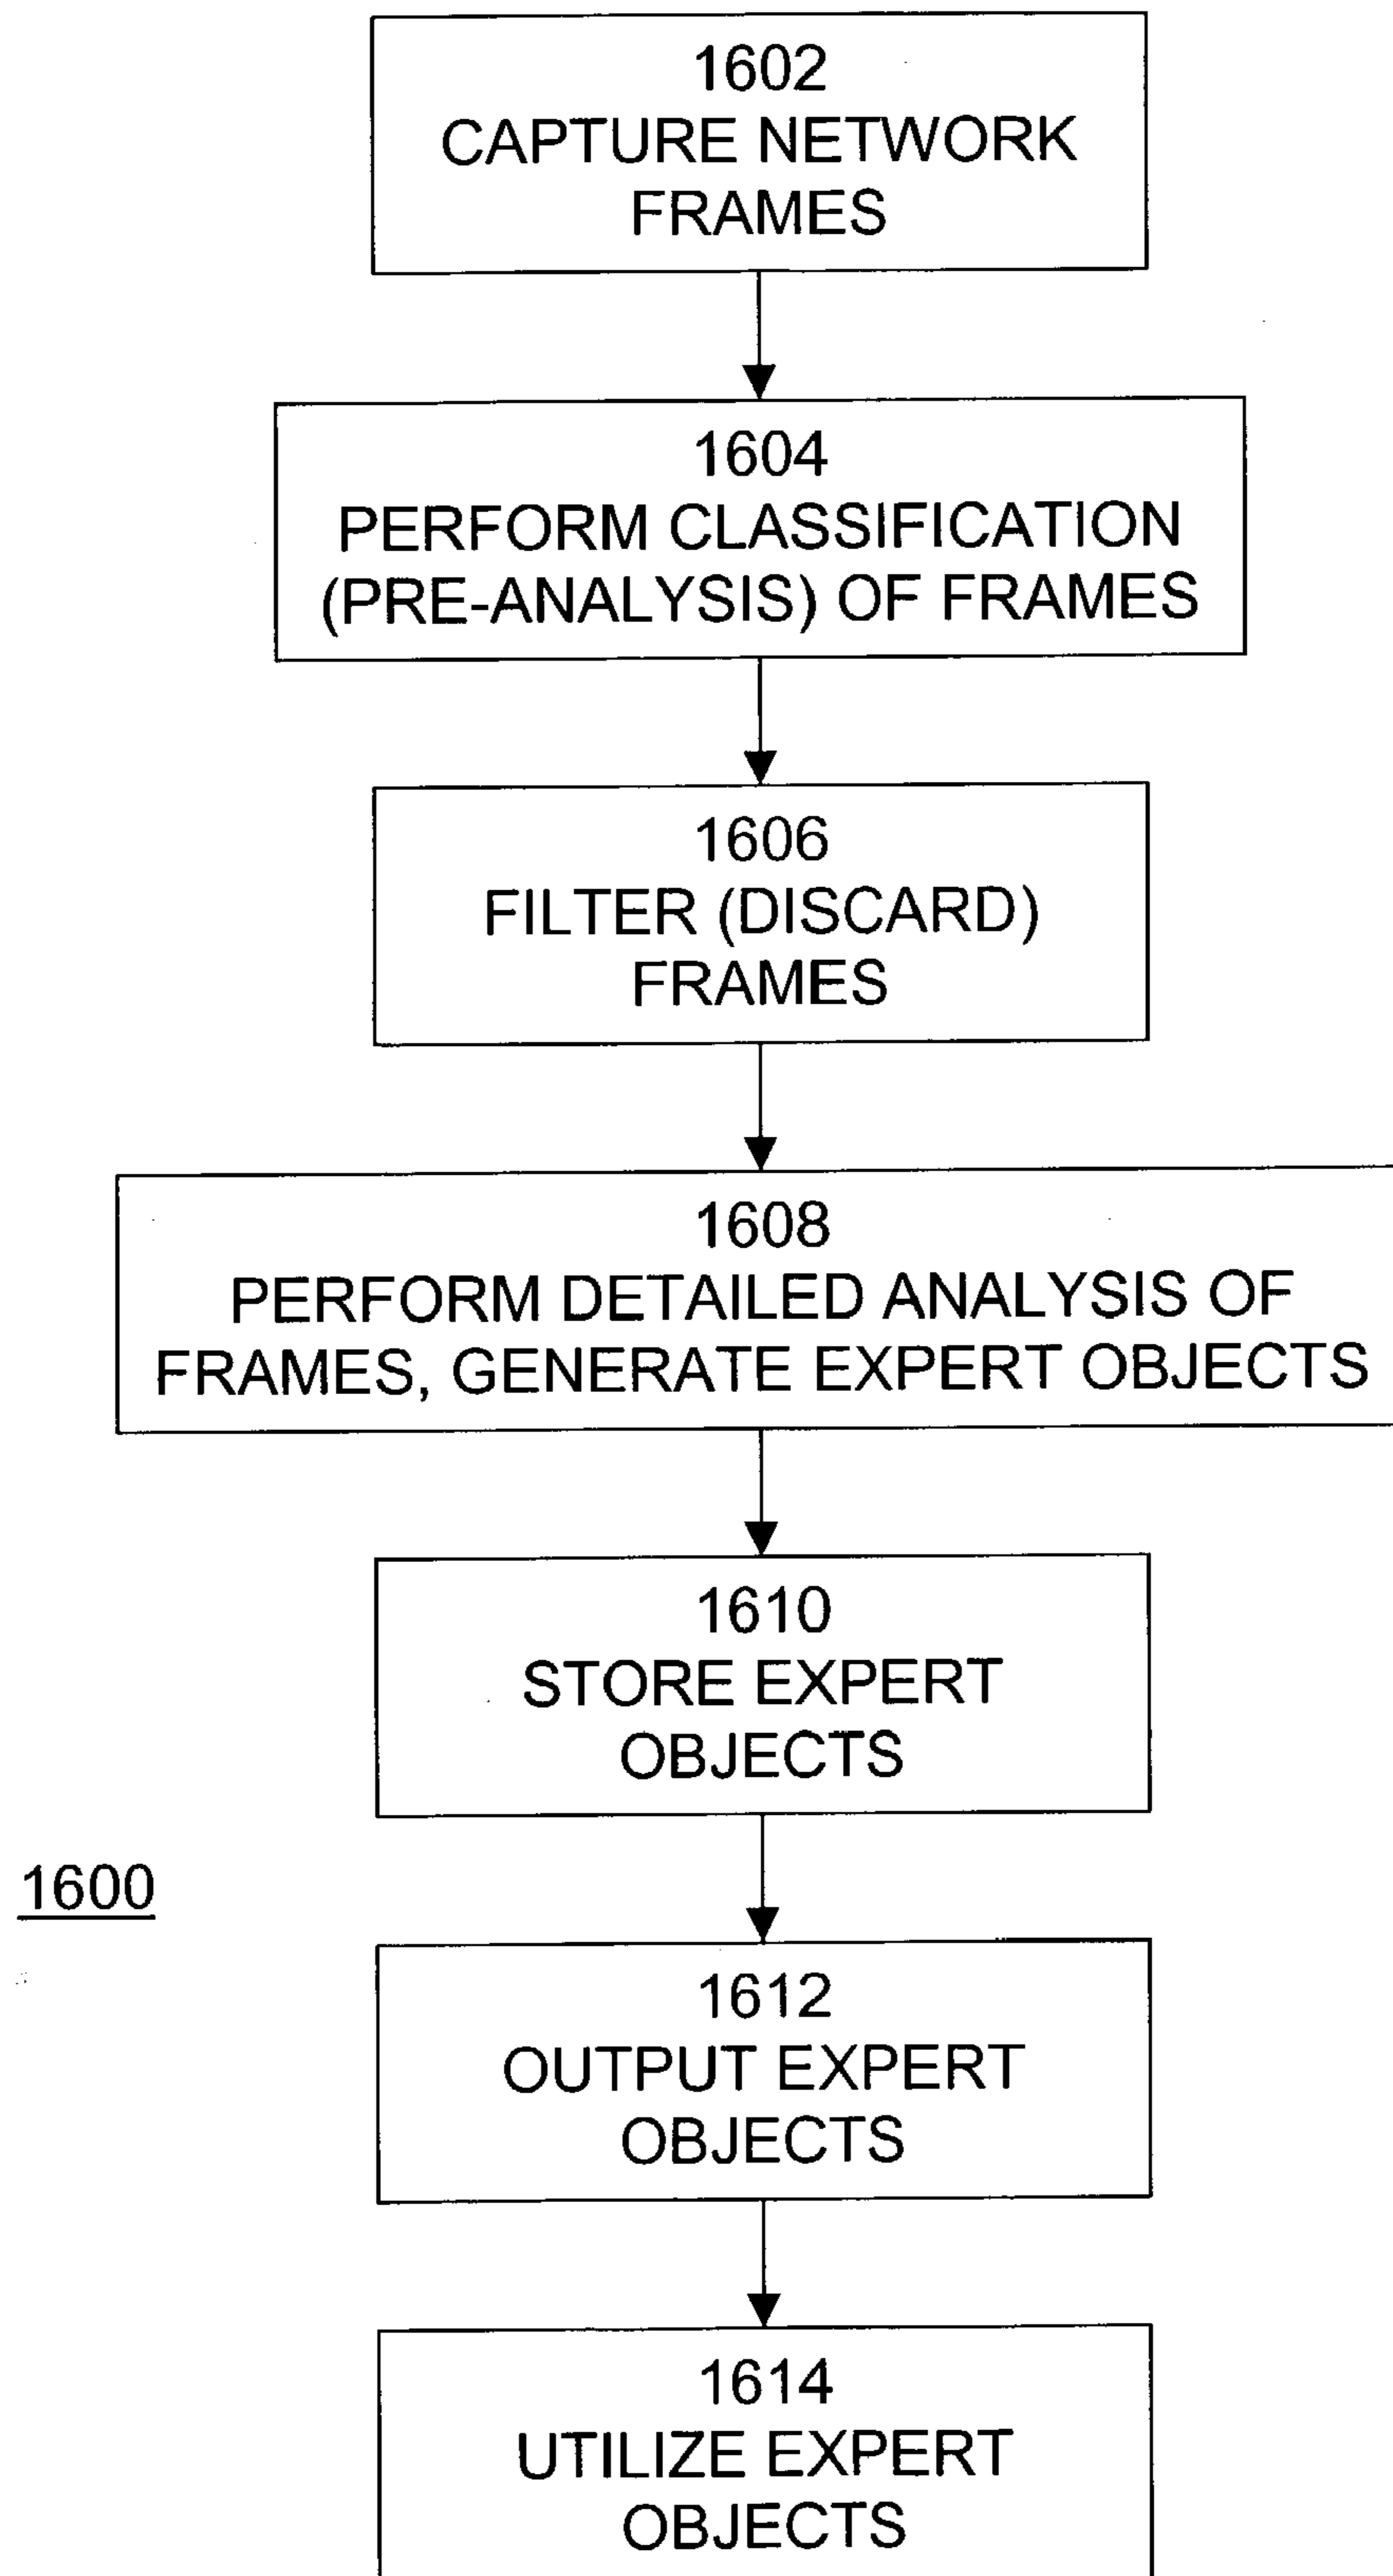 1602
CAPTURE NETWORK
FRAMES
1604
PERFORM CLASSIFICATION
(PRE-ANALYSIS) OF FRAMES
1606
FILTER (DISCARD)
FRAMES
1608
PERFORM DETAILED ANALYSIS OF
FRAMES, GENERATE EXPERT OBJECTS
1610
STORE EXPERT
OBJECTS
1600
1612
OUTPUT EXPERT
OBJECTS
1614
UTILIZE EXPERT
OBJECTS